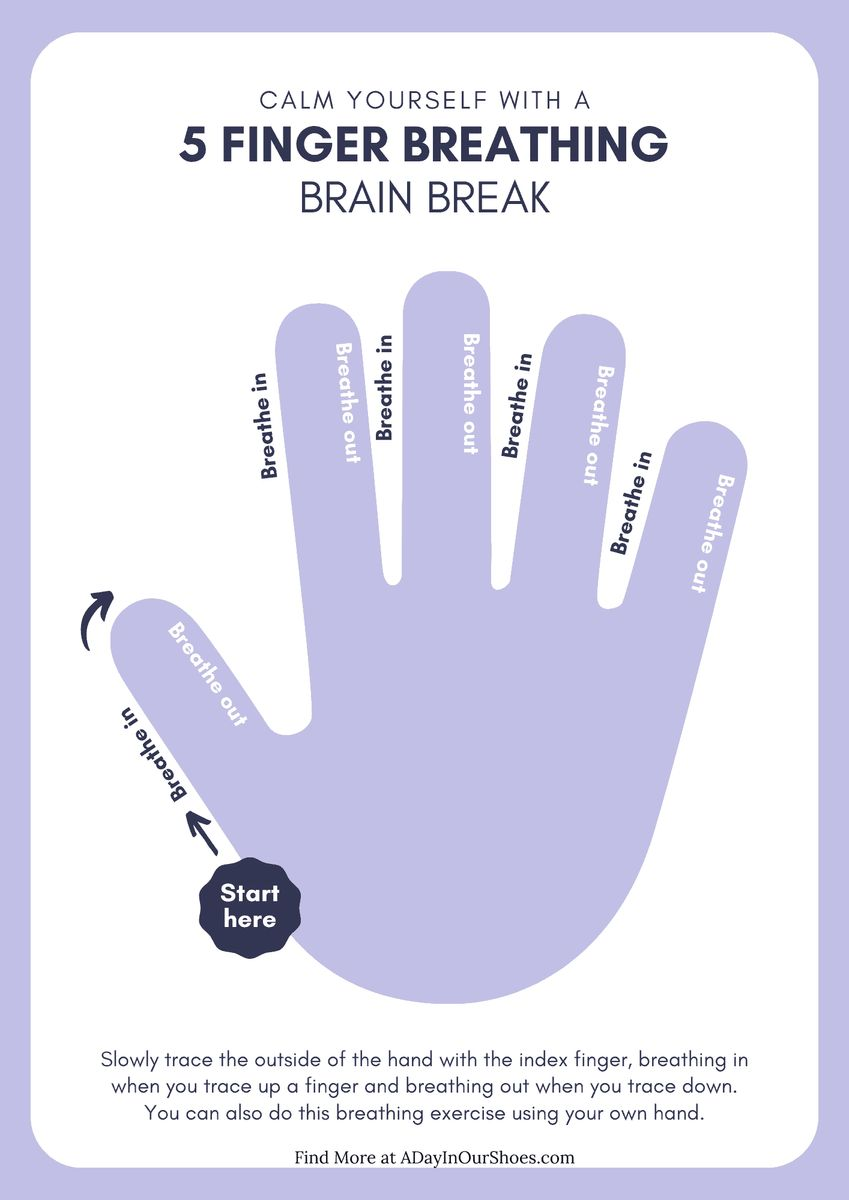 CALM YOURSELF WITH A
5 FINGER BREATHING
BRAIN BREAK
Start
here
Breathe in
Breathe out
Breathe in
Breathe out
Breathe in
Breathe out
Breathe in
Breathe out
Breathe in
Breathe out
Slowly trace the outside of the hand with the index finger, breathing in
when you trace up a finger and breathing out when you trace down.
You can also do this breathing exercise using your own hand.
Find More at ADayInOurShoes.com